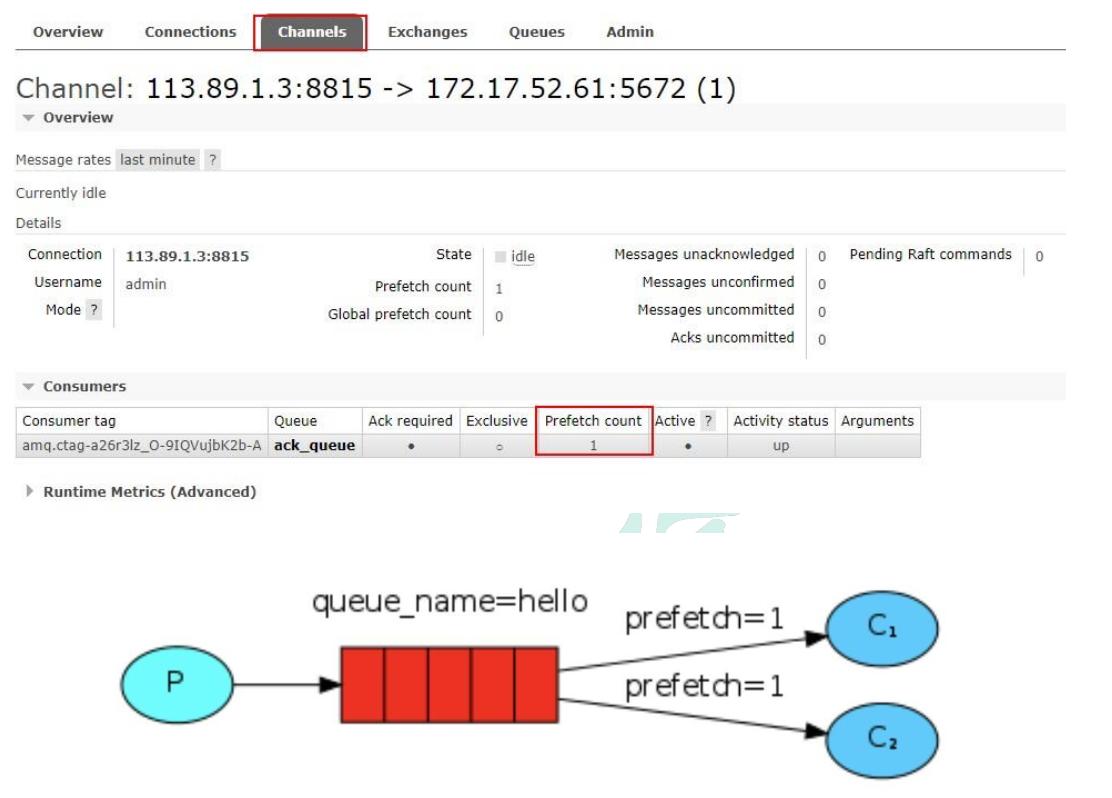 Overview Connections Channels Exchanges Queues Admin
Channel: 113.89.1.3:8815 -> 172.17.52.61:5672 (1)
Overview
Message rates last minute ?
Currently idle
Details
Connection 113.89.1.3:8815 State idle Messages unacknowledged 0 Pending Raft commands 0
Username admin Prefetch count 1 Messages unconfirmed 0
Mode ? Global prefetch count 0 Messages uncommitted 0
Acks uncommitted 0
Consumers
Consumer tag Queue Ack required Exclusive Prefetch count Active ? Activity status Arguments
amq.ctag-a26r3lz_O-9IQVujbK2b-A ack_queue ● ○ 1 ● up
Runtime Metrics (Advanced)
queue_name=hello
prefetch=1 C₁
P
prefetch=1
C₂